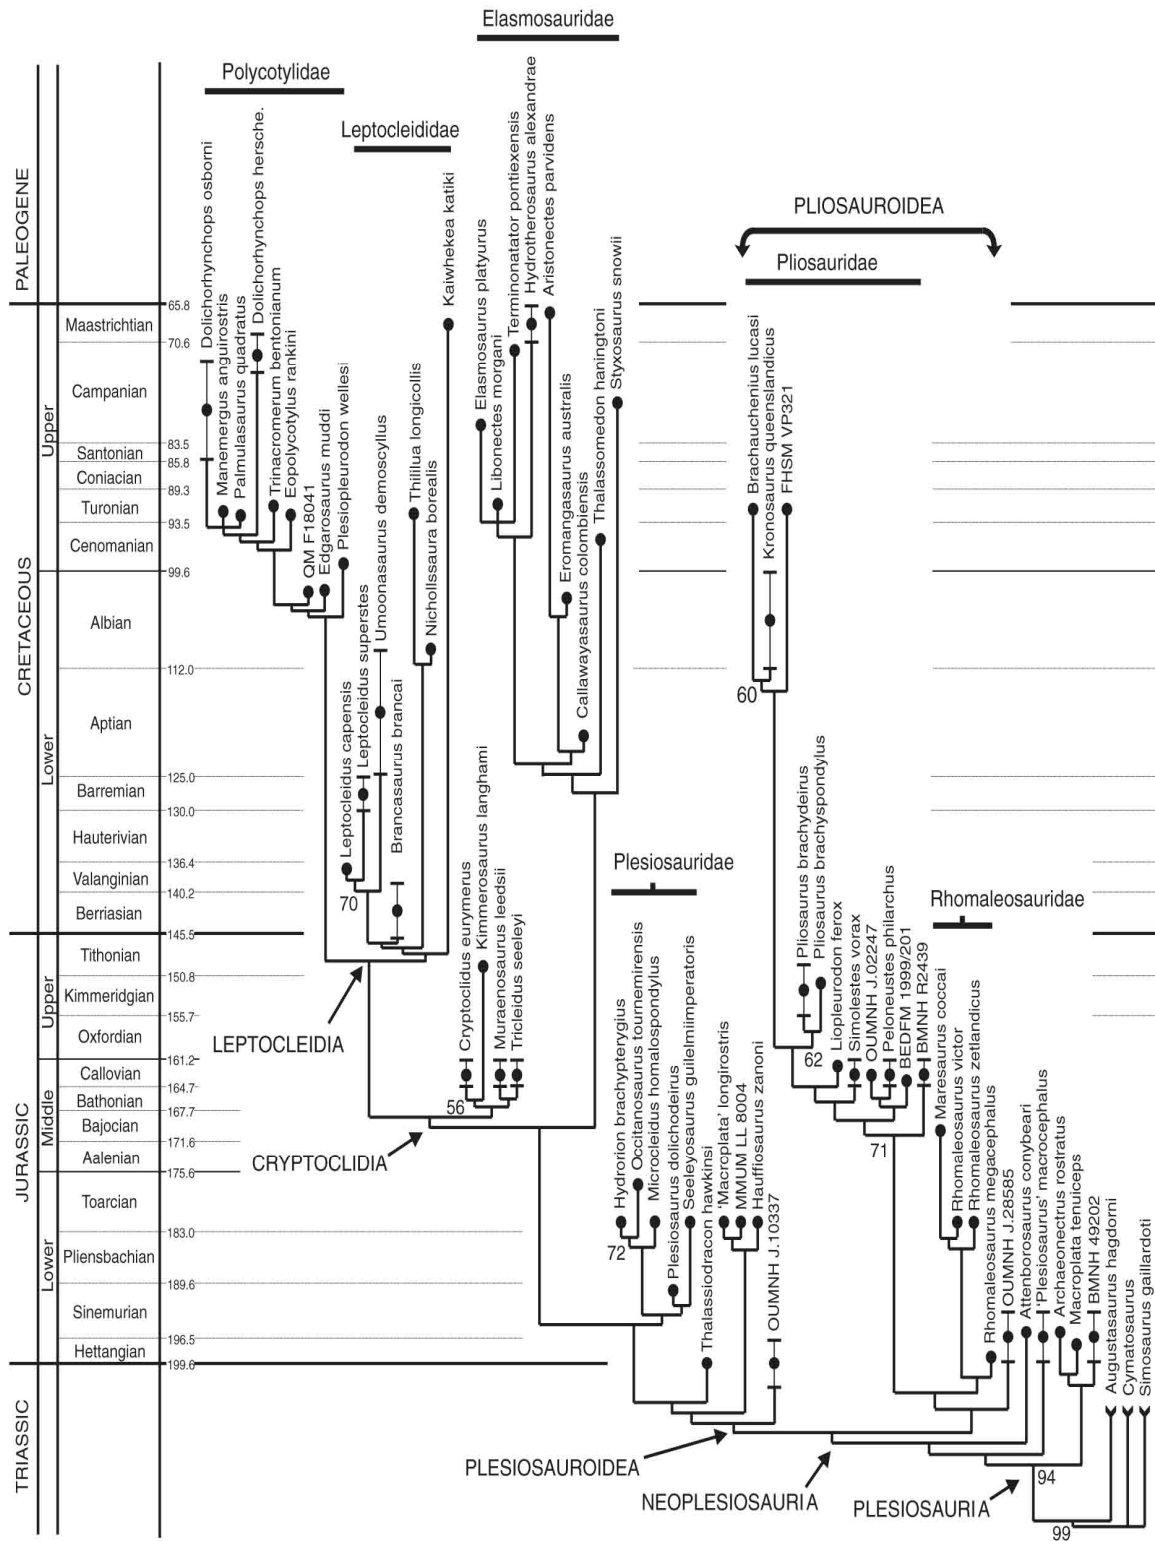 Elasmosauridae
Polycotylidae
Leptocleididae
PLIOSAUROIDEA
Pliosauridae
Plesiosauridae
Rhomaleosauridae
PALEOGENE
CRETACEOUS
JURASSIC
TRIASSIC
Upper
Lower
Upper
Middle
Lower
65.8
Maastrichtian
70.6
Campanian
83.5
Santonian
85.8
Coniacian
89.3
Turonian
93.5
Cenomanian
99.6
Albian
112.0
Aptian
125.0
Barremian
130.0
Hauterivian
136.4
Valanginian
140.2
Berriasian
145.5
Tithonian
150.8
Kimmeridgian
155.7
Oxfordian
161.2
Callovian
164.7
Bathonian
167.7
Bajocian
171.6
Aalenian
175.6
Toarcian
183.0
Pliensbachian
189.6
Sinemurian
196.5
Hettangian
199.6
Dolichorhynchops osborni
Manemergus anguirostris
Palmulasaurus quadratus
Dolichorhynchops hersche.
Trinacromerum bentonianum
Eopolycotylus rankini
QM F18041
Edgarosaurus muddi
Plesiopleurodon wellesi
Leptocleidus capensis
Leptocleidus superstes
Umoonasaurus demoscyllus
Brancasaurus brancai
Thililua longicollis
Nichollssaura borealis
Kaiwhekea katiki
Cryptoclidus eurymerus
Kimmerosaurus langhami
Muraenosaurus leedsii
Tricleidus seeleyi
Elasmosaurus platyurus
Libonectes morgani
Terminonatator pontiexensis
Hydrotherosaurus alexandrae
Aristonectes parvidens
Eromangasaurus australis
Callawayasaurus colombiensis
Thalassomedon haningtoni
Styxosaurus snowii
Hydrorion brachypterygius
Occitanosaurus tournemirensis
Microcleidus homalospondylus
Plesiosaurus dolichodeirus
Seeleyosaurus guilelmiimperatoris
Thalassiodracon hawkinsi
'Macroplata' longirostris
MMUM LL 8004
Hauffiosaurus zanoni
OUMNH J.10337
Brachauchenius lucasi
Kronosaurus queenslandicus
FHSM VP321
Pliosaurus brachydeirus
Pliosaurus brachyspondylus
Liopleurodon ferox
Simolestes vorax
OUMNH J.02247
Peloneustes philarchus
BEDFM 1999/201
BMNH R2439
Maresaurus coccai
Rhomaleosaurus victor
Rhomaleosaurus zetlandicus
Rhomaleosaurus megacephalus
OUMNH J.28585
Attenborosaurus conybeari
'Plesiosaurus' macrocephalus
Archaeonectrus rostratus
Macroplata tenuiceps
BMNH 49202
Augustasaurus hagdorni
Cymatosaurus
Simosaurus gaillardoti
60
70
62
56
71
72
94
99
LEPTOCLEIDIA
CRYPTOCLIDIA
PLESIOSAUROIDEA
NEOPLESIOSAURIA
PLESIOSAURIA